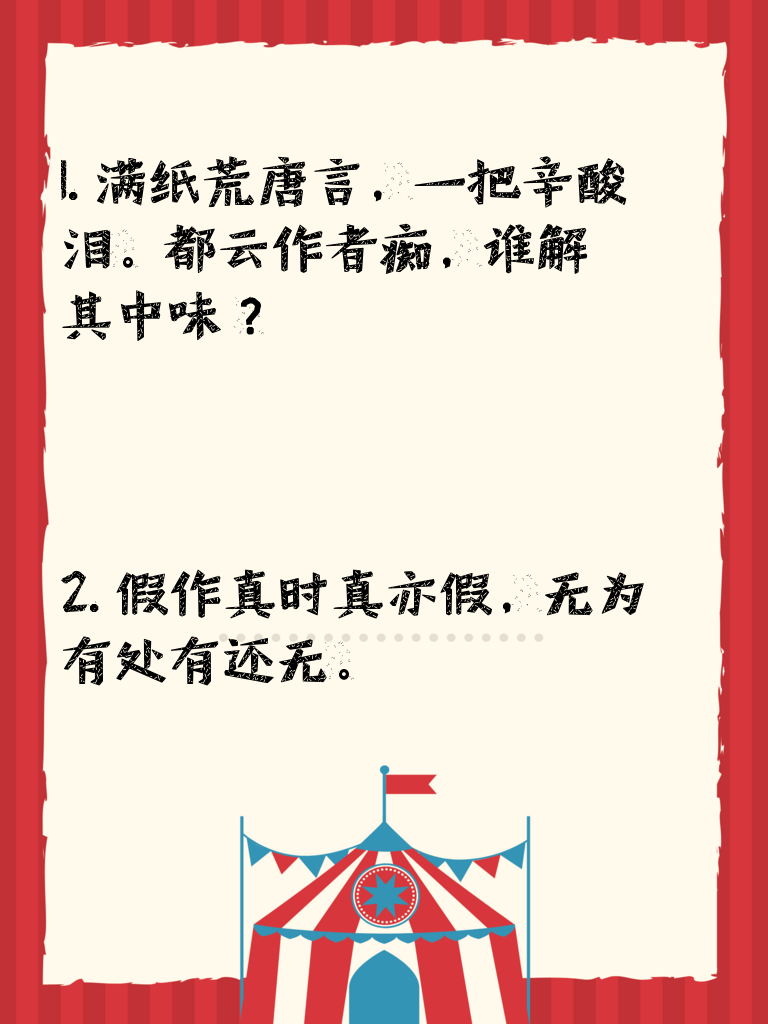 1. 满纸荒唐言，一把辛酸
泪。都云作者痴，谁解
其中味？
2. 假作真时真亦假，无为
有处有还无。